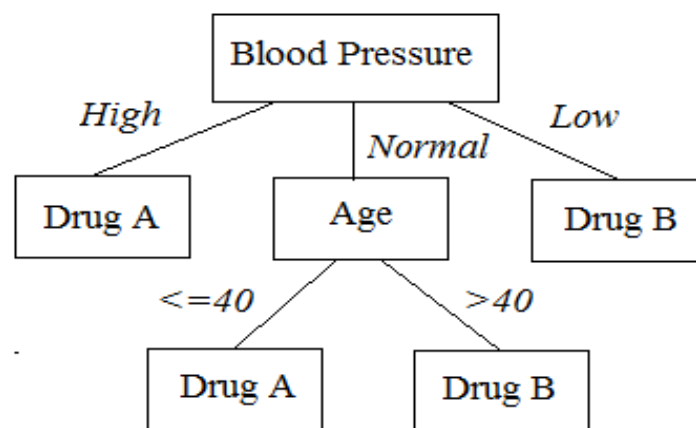 Blood Pressure
High
Normal
Low
Drug A
Age
Drug B
<=40
>40
Drug A
Drug B